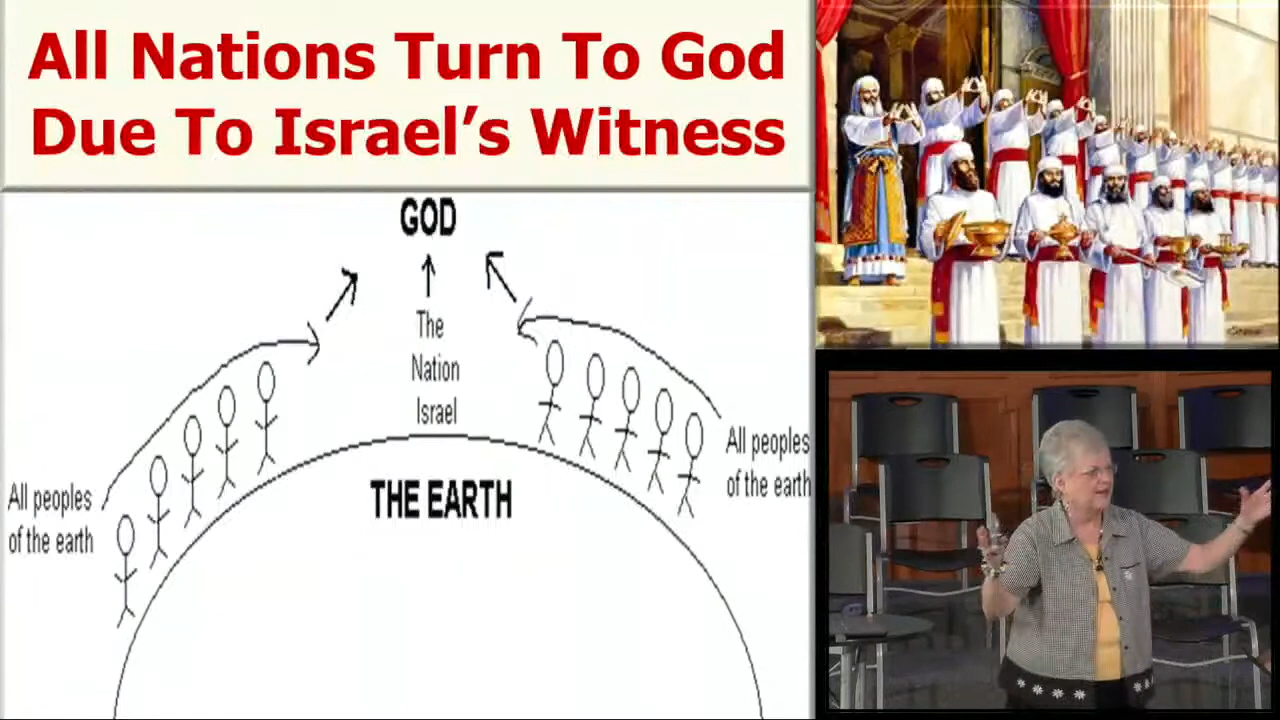 All Nations Turn To God
Due To Israel’s Witness
GOD
The
Nation
Israel
All peoples
of the earth
All peoples
of the earth
THE EARTH